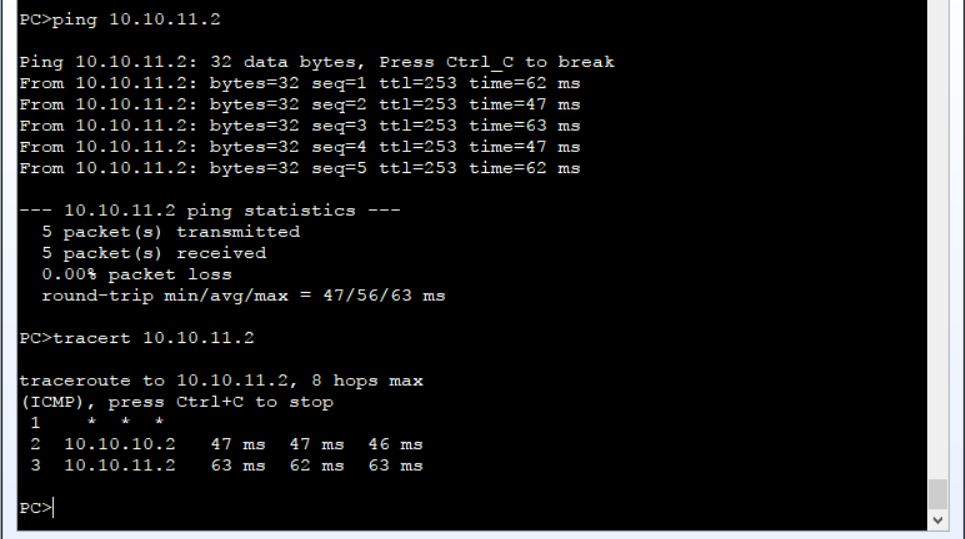 PC>ping 10.10.11.2
Ping 10.10.11.2: 32 data bytes, Press Ctrl_C to break
From 10.10.11.2: bytes=32 seq=1 ttl=253 time=62 ms
From 10.10.11.2: bytes=32 seq=2 ttl=253 time=47 ms
From 10.10.11.2: bytes=32 seq=3 ttl=253 time=63 ms
From 10.10.11.2: bytes=32 seq=4 ttl=253 time=47 ms
From 10.10.11.2: bytes=32 seq=5 ttl=253 time=62 ms
--- 10.10.11.2 ping statistics ---
5 packet(s) transmitted
5 packet(s) received
0.00% packet loss
round-trip min/avg/max = 47/56/63 ms
PC>tracert 10.10.11.2
traceroute to 10.10.11.2, 8 hops max
(ICMP), press Ctrl+C to stop
1 * * *
2 10.10.10.2 47 ms 47 ms 46 ms
3 10.10.11.2 63 ms 62 ms 63 ms
PC>